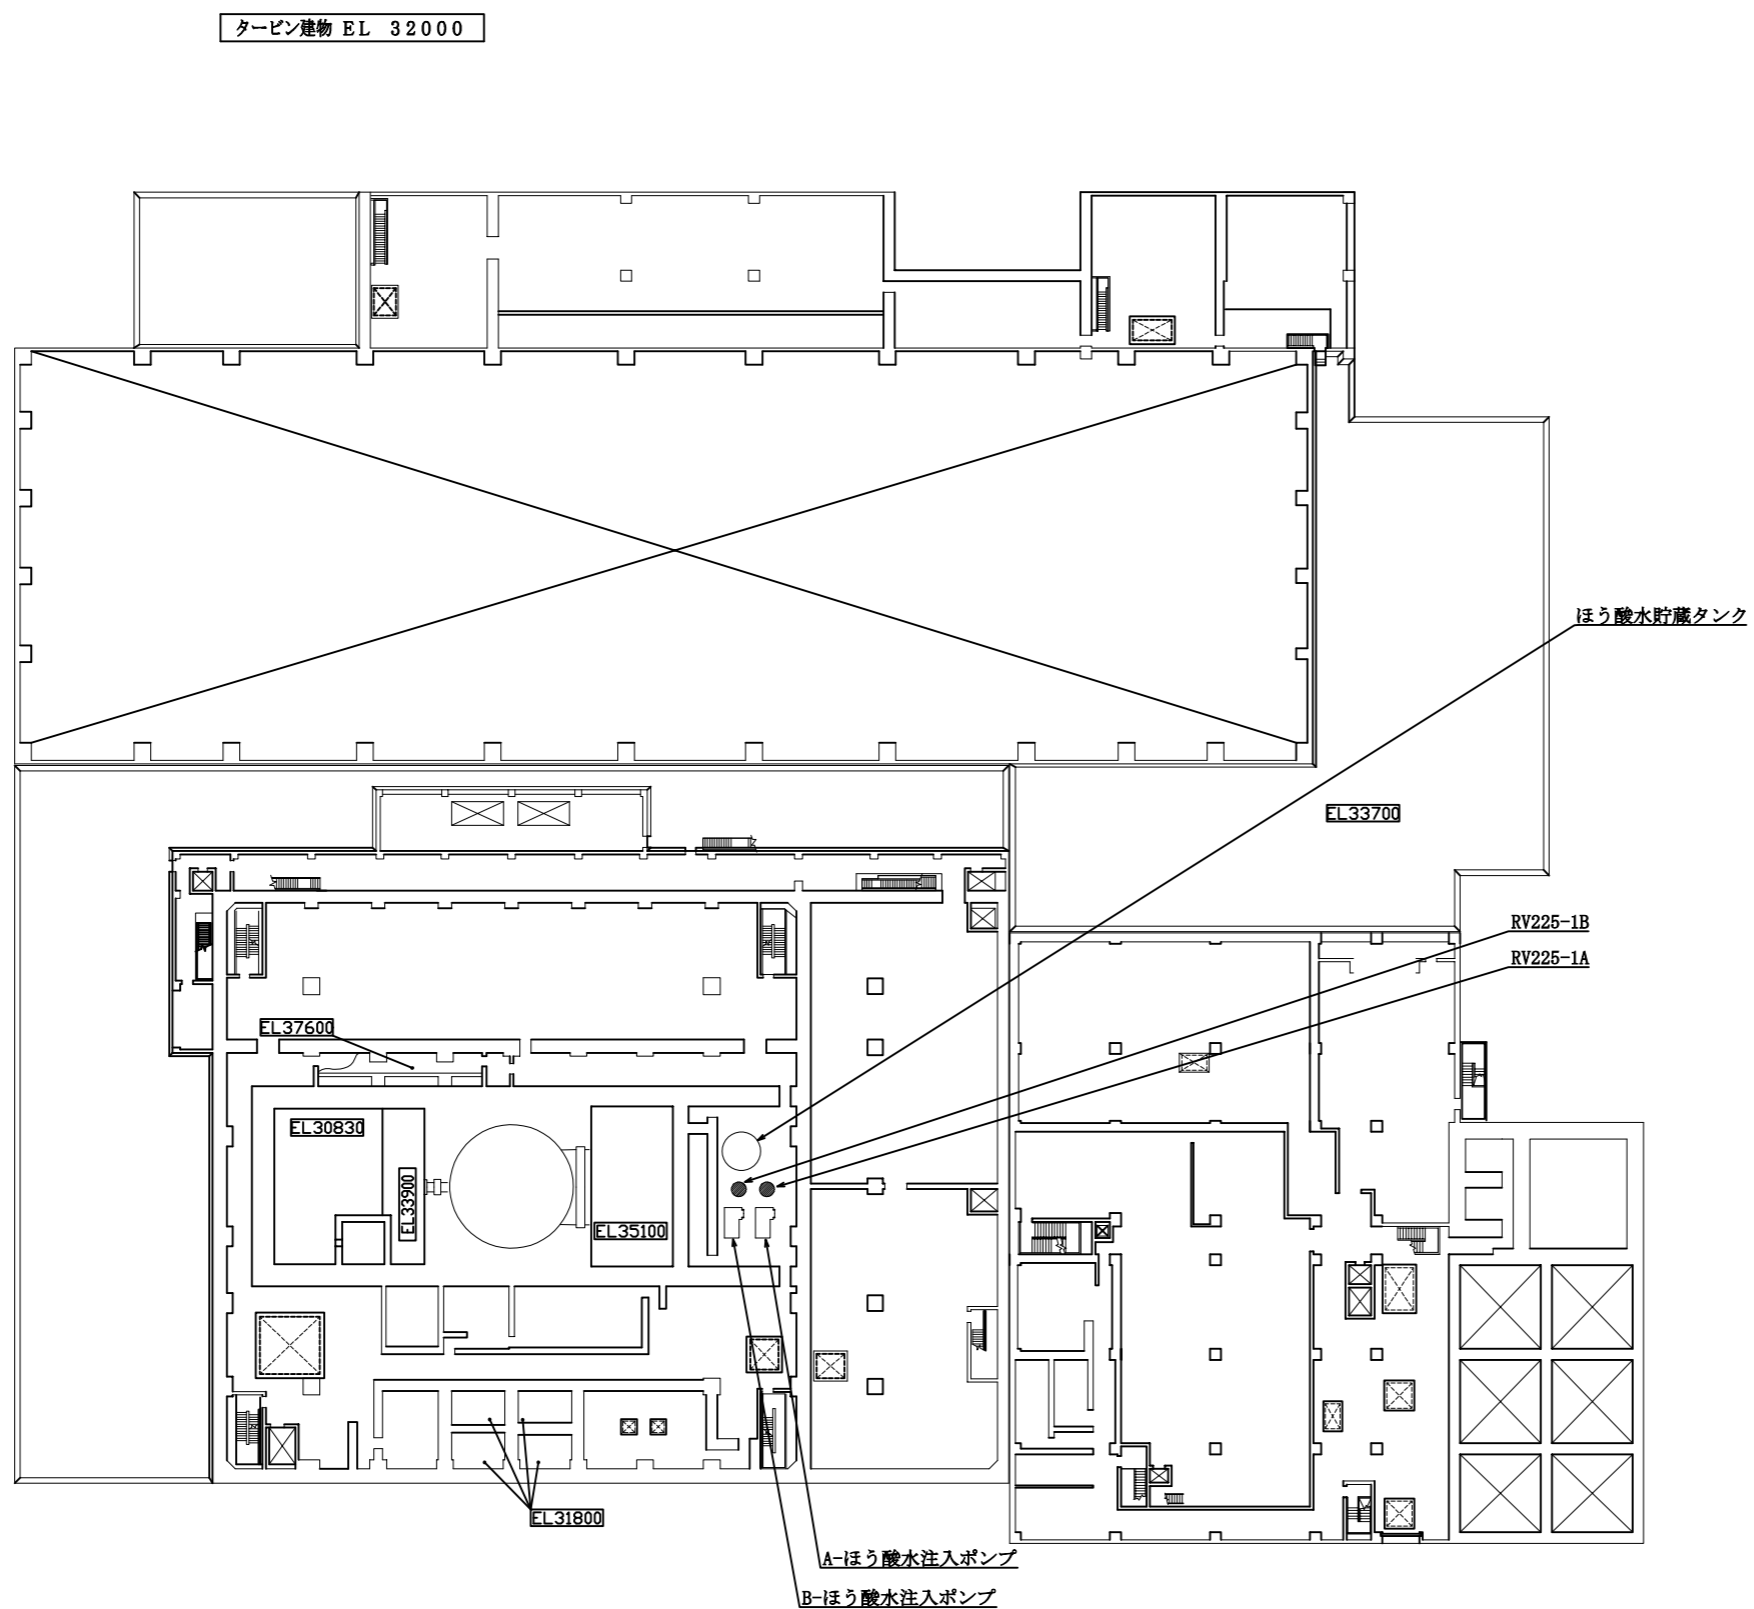 タービン建物 EL 32000
ほう酸水貯蔵タンク
EL33700
RV225-1B
RV225-1A
EL37600
EL30830
EL33900
EL35100
EL31800
A-ほう酸水注入ポンプ
B-ほう酸水注入ポンプ